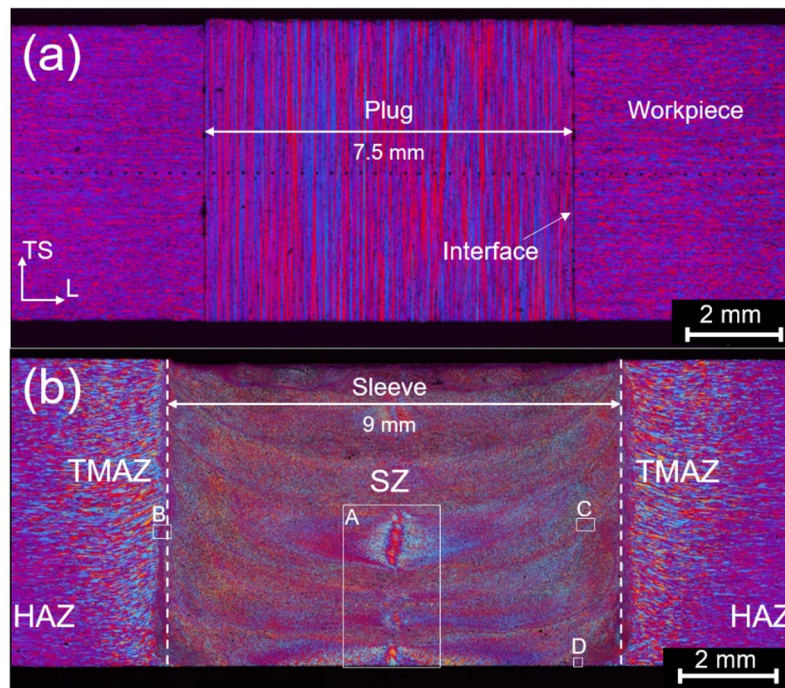 (a)
Plug
7.5 mm
Workpiece
Interface
TS
L
2 mm
(b)
Sleeve
9 mm
TMAZ
SZ
TMAZ
A
B
C
HAZ
HAZ
D
2 mm